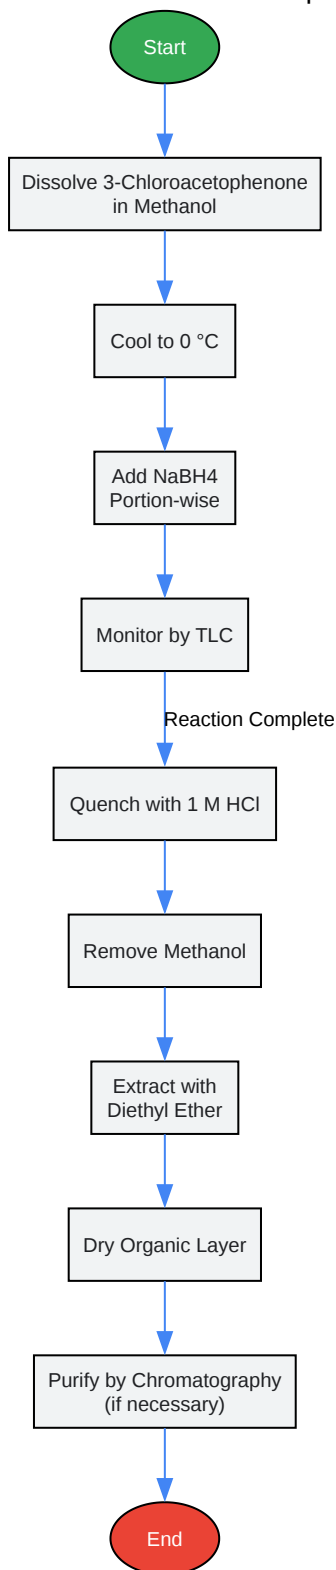 Start
Dissolve 3-Chloroacetophenone
in Methanol
Cool to 0 °C
Add NaBH4
Portion-wise
Monitor by TLC
Reaction Complete
Quench with 1 M HCl
Remove Methanol
Extract with
Diethyl Ether
Dry Organic Layer
Purify by Chromatography
(if necessary)
End